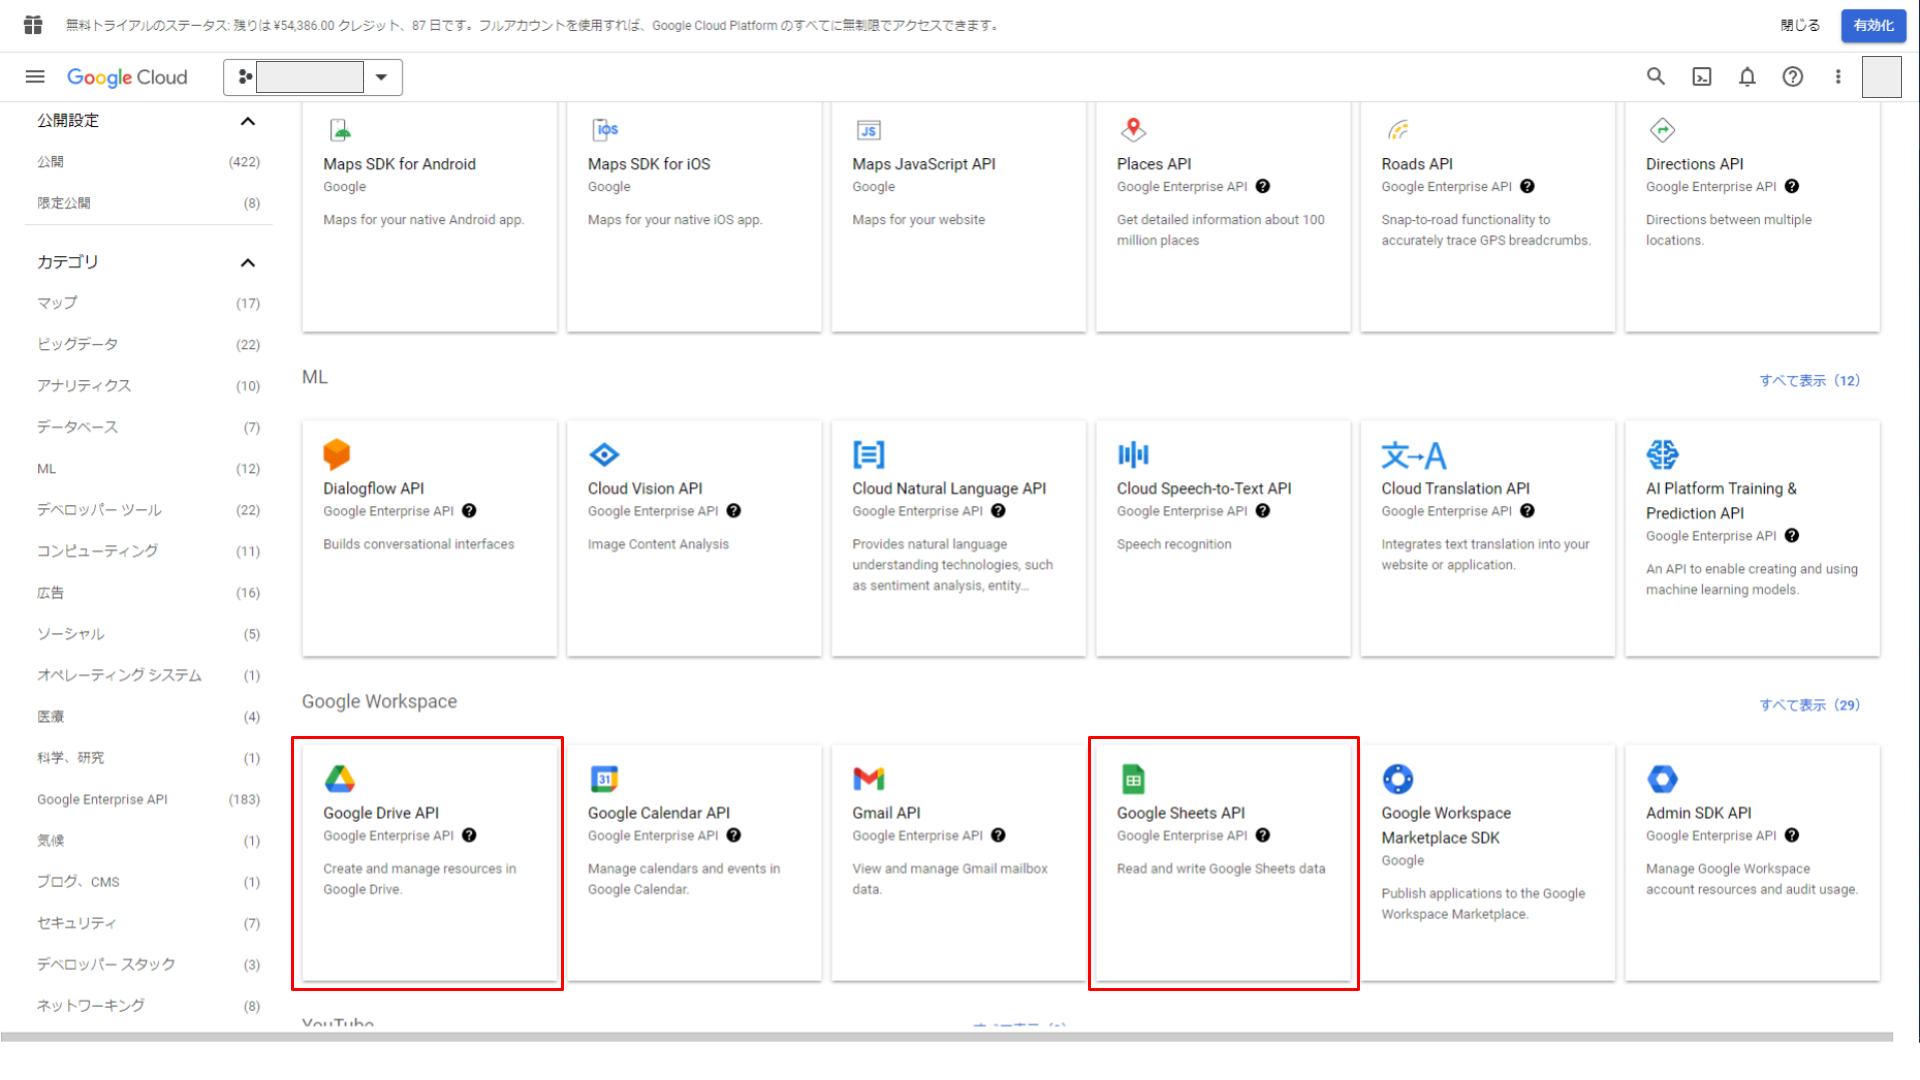 無料トライアルのステータス: 残りは ¥54,386.00 クレジット、87 日です。フルアカウントを使用すれば、Google Cloud Platform のすべてに無制限でアクセスできます。
閉じる
有効化
Google Cloud
公開設定
公開 (422)
限定公開 (8)
カテゴリ
マップ (17)
ビッグデータ (22)
アナリティクス (10)
データベース (7)
ML (12)
デベロッパー ツール (22)
コンピューティング (11)
広告 (16)
ソーシャル (5)
オペレーティング システム (1)
医療 (4)
科学、研究 (1)
Google Enterprise API (183)
気候 (1)
ブログ、CMS (1)
セキュリティ (7)
デベロッパー スタック (3)
ネットワーキング (8)
Maps SDK for Android
Google
Maps for your native Android app.
iOS
Maps SDK for iOS
Google
Maps for your native iOS app.
JS
Maps JavaScript API
Google
Maps for your website
Places API
Google Enterprise API
Get detailed information about 100
million places
Roads API
Google Enterprise API
Snap-to-road functionality to
accurately trace GPS breadcrumbs.
Directions API
Google Enterprise API
Directions between multiple
locations.
ML
すべて表示（12）
Dialogflow API
Google Enterprise API
Builds conversational interfaces
Cloud Vision API
Google Enterprise API
Image Content Analysis
Cloud Natural Language API
Google Enterprise API
Provides natural language
understanding technologies, such
as sentiment analysis, entity...
Cloud Speech-to-Text API
Google Enterprise API
Speech recognition
文→A
Cloud Translation API
Google Enterprise API
Integrates text translation into your
website or application.
AI Platform Training &
Prediction API
Google Enterprise API
An API to enable creating and using
machine learning models.
Google Workspace
すべて表示（29）
Google Drive API
Google Enterprise API
Create and manage resources in
Google Drive.
31
Google Calendar API
Google Enterprise API
Manage calendars and events in
Google Calendar.
Gmail API
Google Enterprise API
View and manage Gmail mailbox
data.
Google Sheets API
Google Enterprise API
Read and write Google Sheets data
Google Workspace
Marketplace SDK
Google
Publish applications to the Google
Workspace Marketplace.
Admin SDK API
Google Enterprise API
Manage Google Workspace
account resources and audit usage.
YouTube